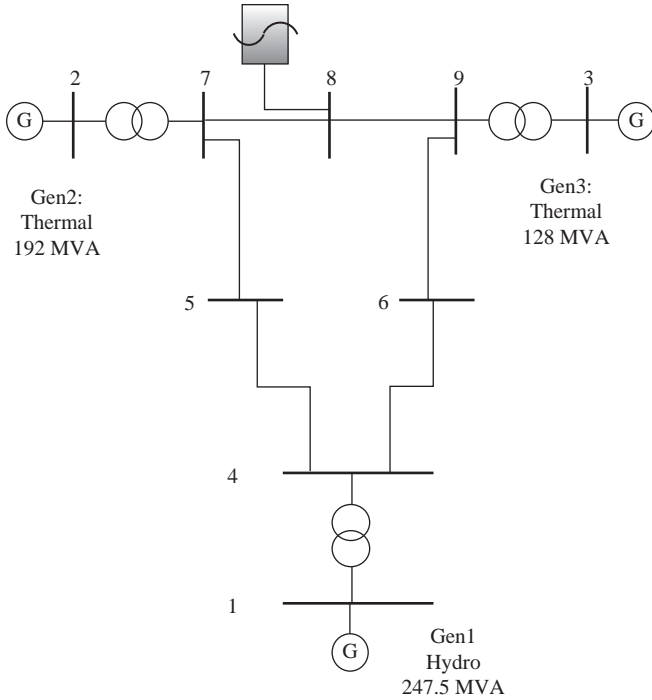 2
7
8
9
3
G
G
Gen2:
Thermal
192 MVA
Gen3:
Thermal
128 MVA
5
6
4
1
G
Gen1
Hydro
247.5 MVA